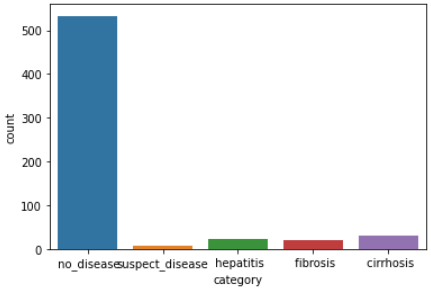 500
400
300
200
100
0
count
no_disease suspect_disease hepatitis fibrosis cirrhosis
category